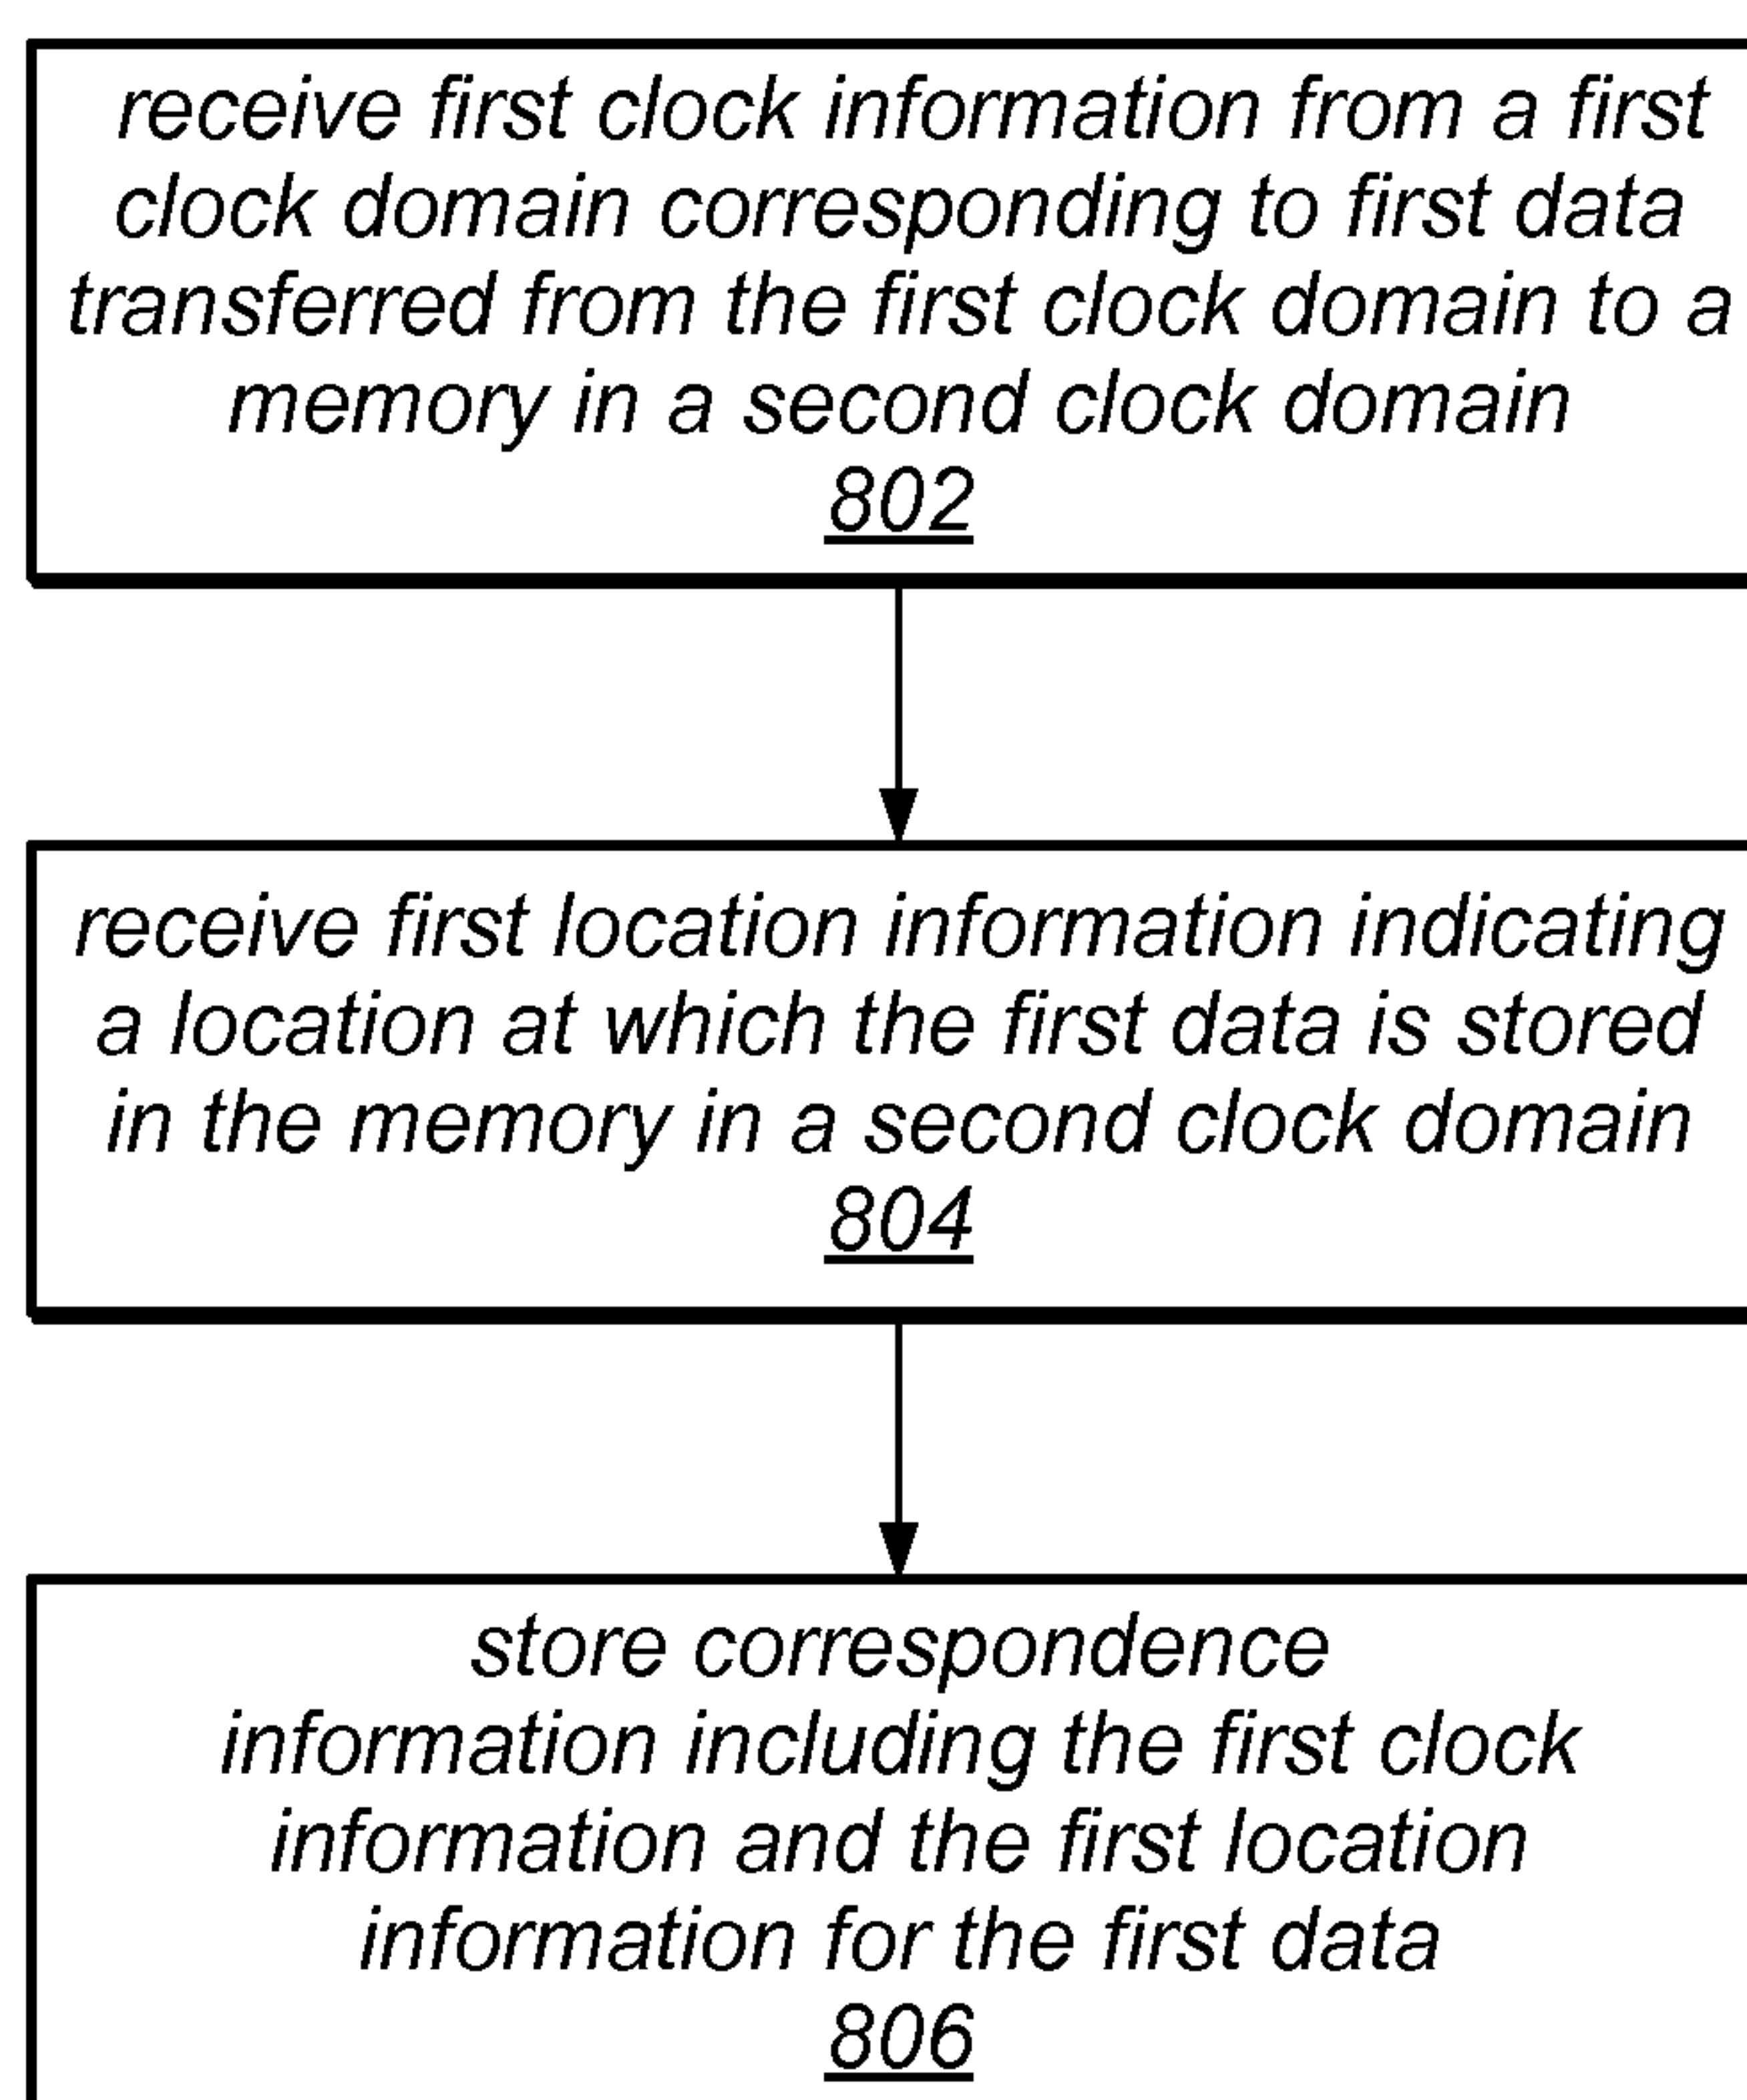 receive first clock information from a first
clock domain corresponding to first data
transferred from the first clock domain to a
memory in a second clock domain
802
receive first location information indicating
a location at which the first data is stored
in the memory in a second clock domain
804
store correspondence
information including the first clock
information and the first location
information for the first data
806